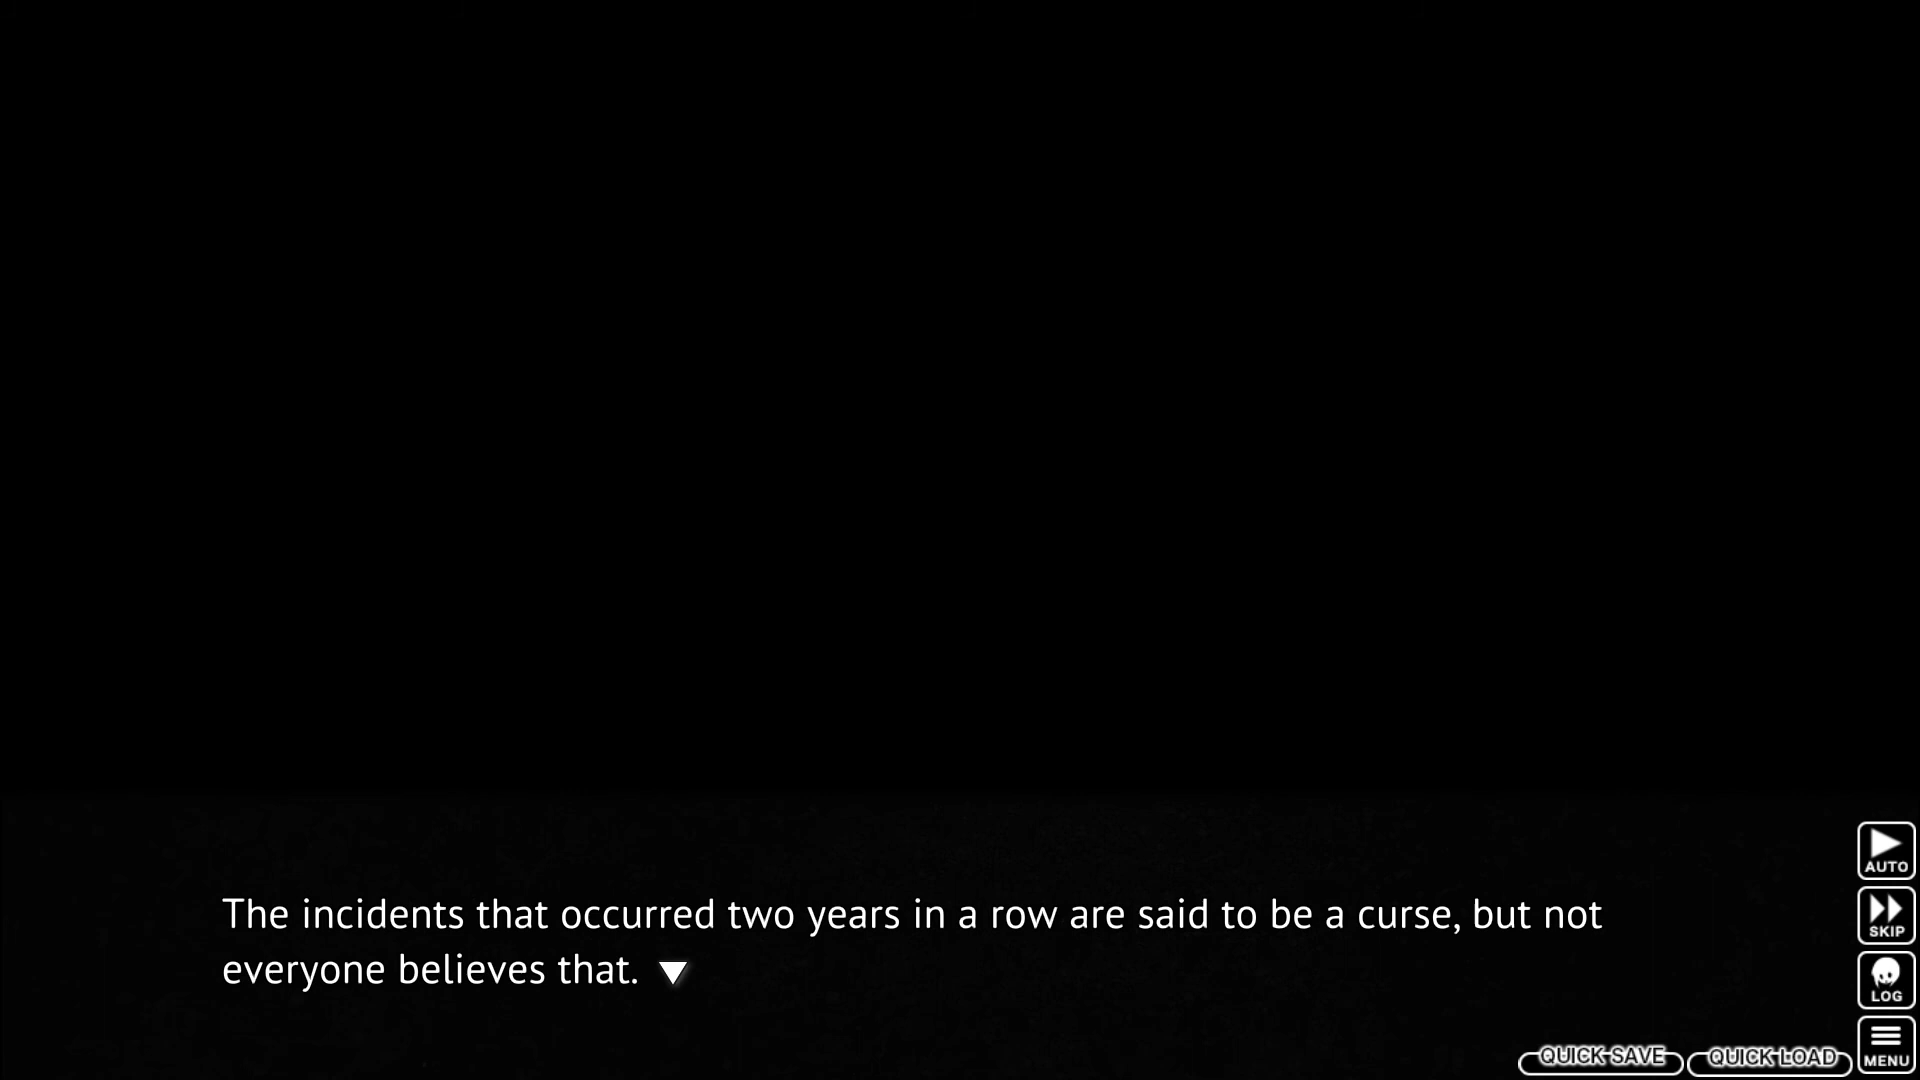 The incidents that occurred two years in a row are said to be a curse, but not
everyone believes that.
AUTO
SKIP
LOG
MENU
QUICK SAVE
QUICK LOAD